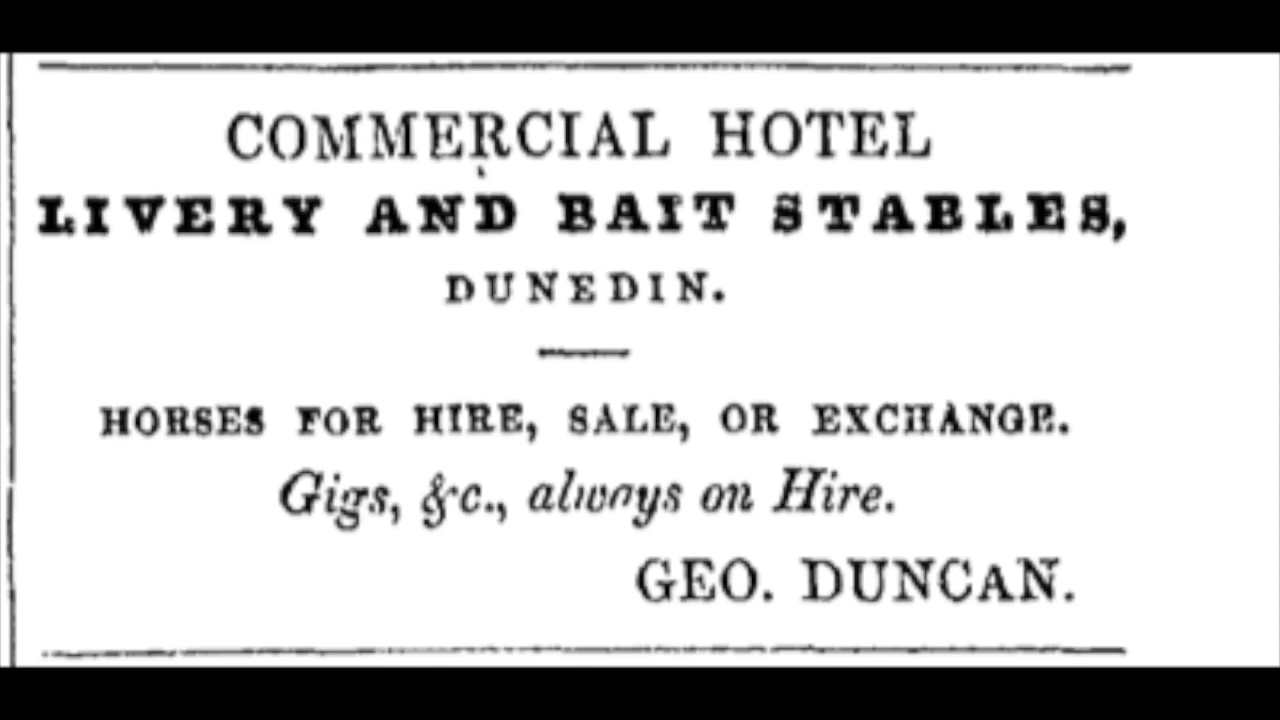 COMMERCIAL HOTEL
LIVERY AND BAIT STABLES,
DUNEDIN.
HORSES FOR HIRE, SALE, OR EXCHANGE.
Gigs, &c., always on Hire.
GEO. DUNCAN.